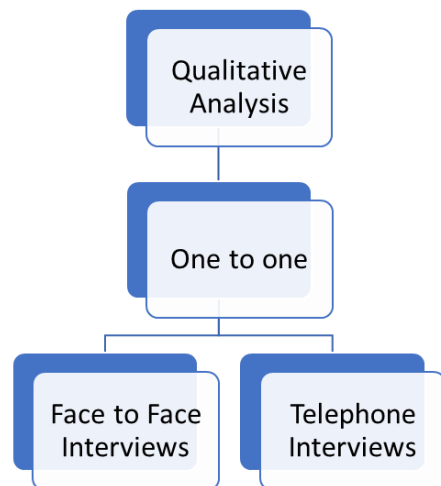 Qualitative
Analysis
One to one
Face to Face
Interviews
Telephone
Interviews